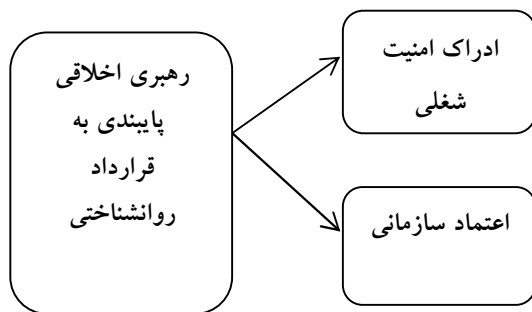 رهبری اخلاقی
پایبندی به
قرارداد
روانشناختی
ادراک امنیت
شغلی
اعتماد سازمانی